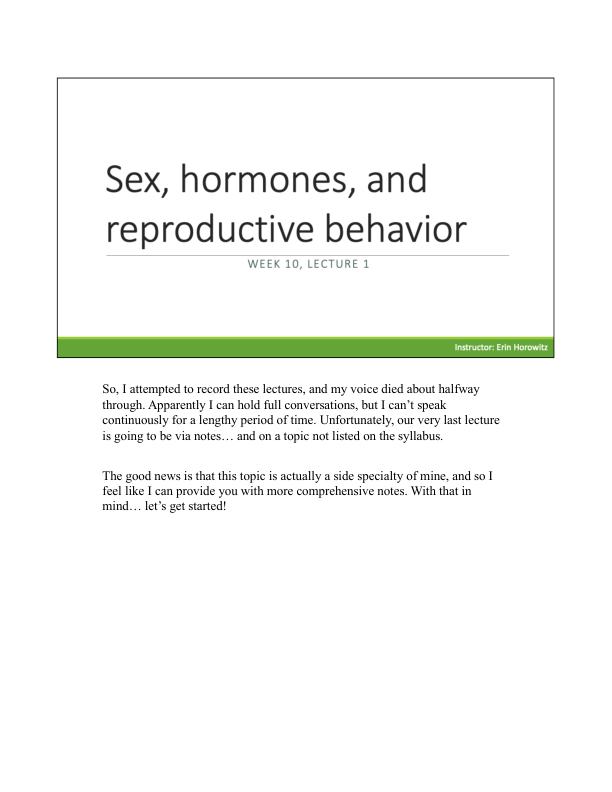 Sex, hormones, and
reproductive behavior
WEEK 10, LECTURE 1
Instructor: Erin Horowitz
So, I attempted to record these lectures, and my voice died about halfway
through. Apparently I can hold full conversations, but I can’t speak
continuously for a lengthy period of time. Unfortunately, our very last lecture
is going to be via notes… and on a topic not listed on the syllabus.
The good news is that this topic is actually a side specialty of mine, and so I
feel like I can provide you with more comprehensive notes. With that in
mind… let’s get started!